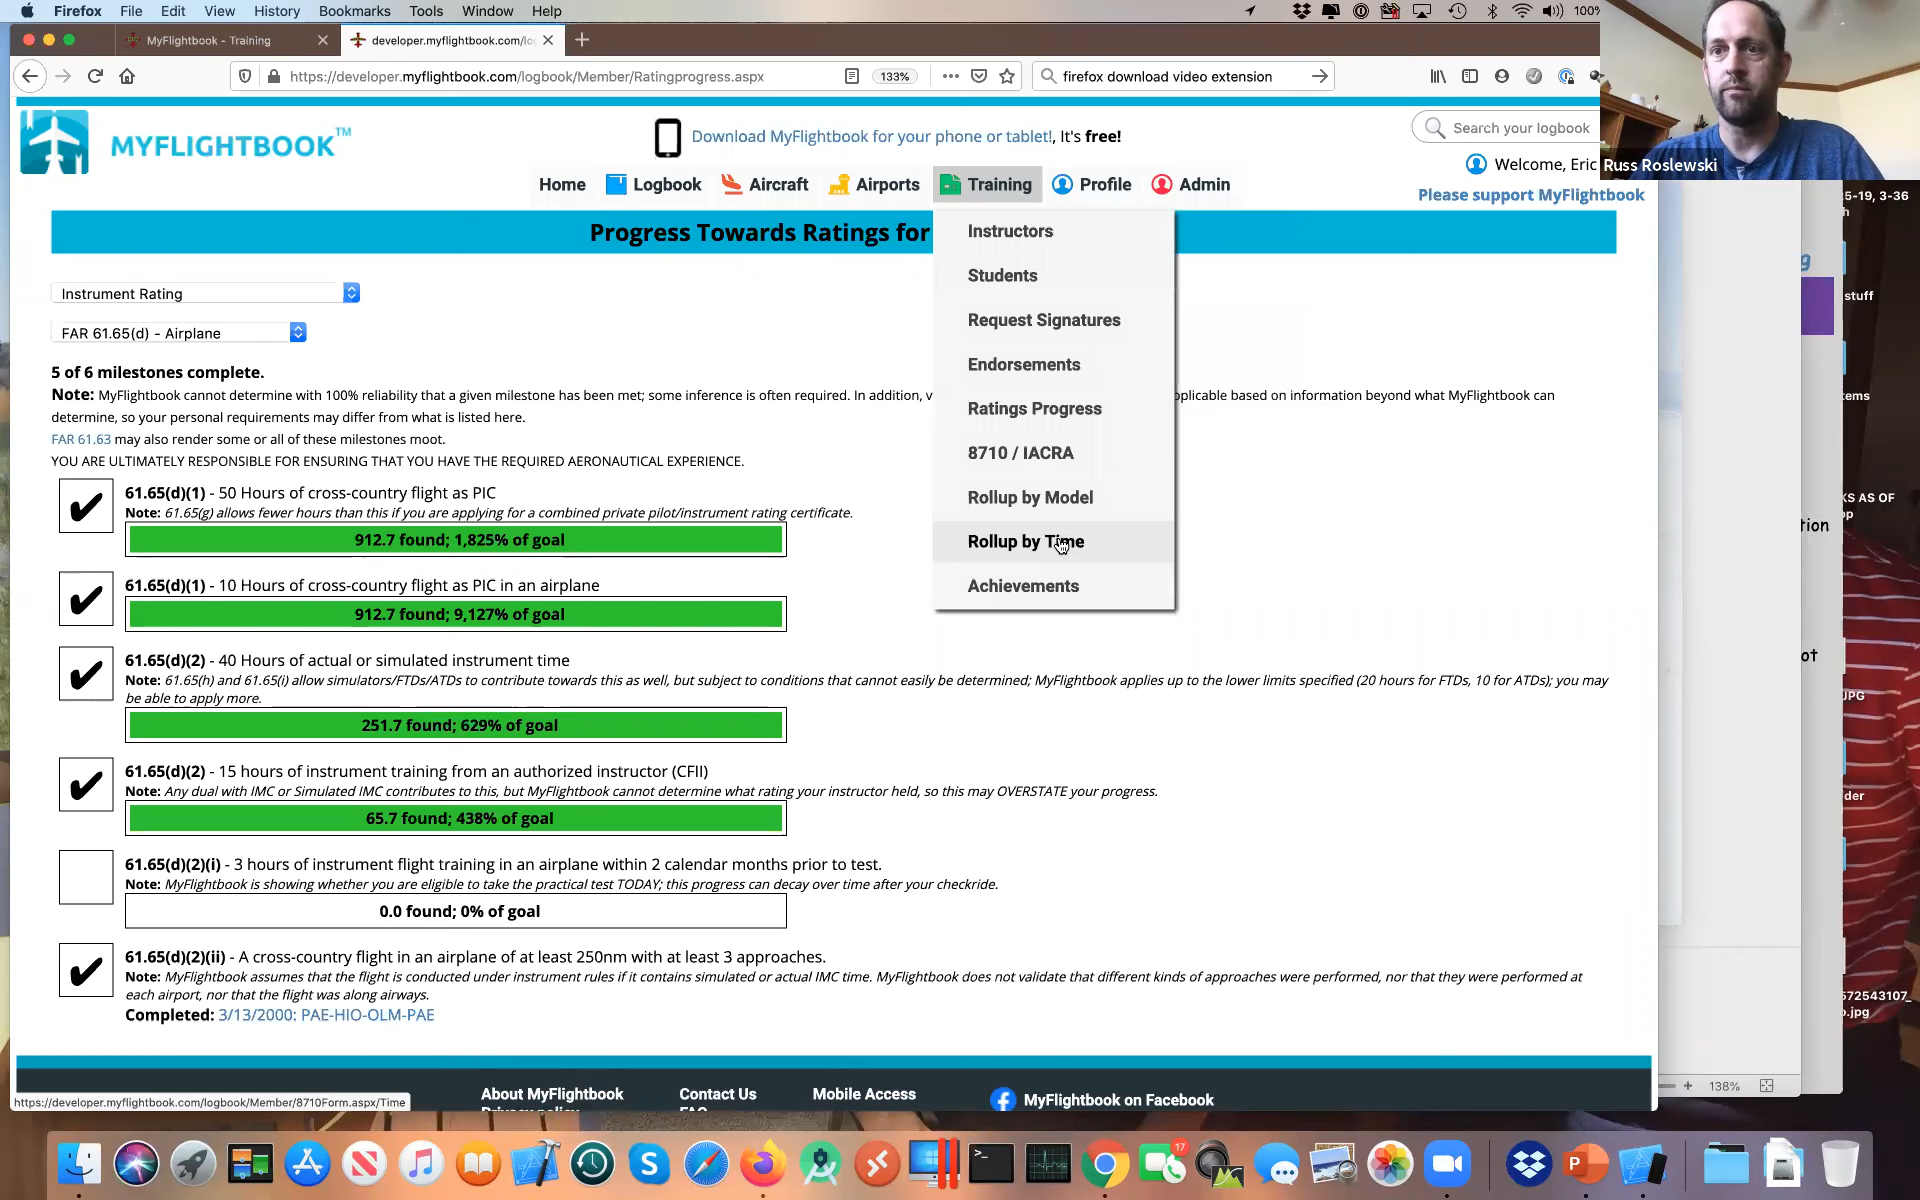 Firefox File Edit View History Bookmarks Tools Window Help 100%
MyFlightbook - Training
developer.myflightbook.com/lo
https://developer.myflightbook.com/logbook/Member/Ratingprogress.aspx 133%
firefox download video extension
MYFLIGHTBOOK™
Download MyFlightbook for your phone or tablet!, It's free!
Search your logbook
Welcome, Eric
Russ Roslewski
Please support MyFlightbook
Home Logbook Aircraft Airports Training Profile Admin
Progress Towards Ratings for
Instructors
Students
Request Signatures
Endorsements
Ratings Progress
8710 / IACRA
Rollup by Model
Rollup by Time
Achievements
Instrument Rating
FAR 61.65(d) - Airplane
5 of 6 milestones complete.
Note: MyFlightbook cannot determine with 100% reliability that a given milestone has been met; some inference is often required. In addition, v plicable based on information beyond what MyFlightbook can
determine, so your personal requirements may differ from what is listed here.
FAR 61.63 may also render some or all of these milestones moot.
YOU ARE ULTIMATELY RESPONSIBLE FOR ENSURING THAT YOU HAVE THE REQUIRED AERONAUTICAL EXPERIENCE.
61.65(d)(1) - 50 Hours of cross-country flight as PIC
Note: 61.65(g) allows fewer hours than this if you are applying for a combined private pilot/instrument rating certificate.
912.7 found; 1,825% of goal
61.65(d)(1) - 10 Hours of cross-country flight as PIC in an airplane
912.7 found; 9,127% of goal
61.65(d)(2) - 40 Hours of actual or simulated instrument time
Note: 61.65(h) and 61.65(i) allow simulators/FTDs/ATDs to contribute towards this as well, but subject to conditions that cannot easily be determined; MyFlightbook applies up to the lower limits specified (20 hours for FTDs, 10 for ATDs); you may
be able to apply more.
251.7 found; 629% of goal
61.65(d)(2) - 15 hours of instrument training from an authorized instructor (CFII)
Note: Any dual with IMC or Simulated IMC contributes to this, but MyFlightbook cannot determine what rating your instructor held, so this may OVERSTATE your progress.
65.7 found; 438% of goal
61.65(d)(2)(i) - 3 hours of instrument flight training in an airplane within 2 calendar months prior to test.
Note: MyFlightbook is showing whether you are eligible to take the practical test TODAY; this progress can decay over time after your checkride.
0.0 found; 0% of goal
61.65(d)(2)(ii) - A cross-country flight in an airplane of at least 250nm with at least 3 approaches.
Note: MyFlightbook assumes that the flight is conducted under instrument rules if it contains simulated or actual IMC time. MyFlightbook does not validate that different kinds of approaches were performed, nor that they were performed at
each airport, nor that the flight was along airways.
Completed: 3/13/2000: PAE-HIO-OLM-PAE
About MyFlightbook Contact Us Mobile Access MyFlightbook on Facebook
Privacy policy FAQ
https://developer.myflightbook.com/logbook/Member/8710Form.aspx/Time
5-19, 3-36
h
g
stuff
ems
KS AS OF
op
tion
ot
JPG
der
572543107_
o.jpg
138%
17